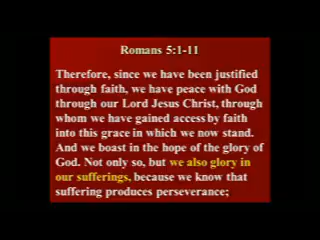 Romans 5:1-11
Therefore, since we have been justified
through faith, we have peace with God
through our Lord Jesus Christ, through
whom we have gained access by faith
into this grace in which we now stand.
And we boast in the hope of the glory of
God. Not only so, but we also glory in
our sufferings, because we know that
suffering produces perseverance;